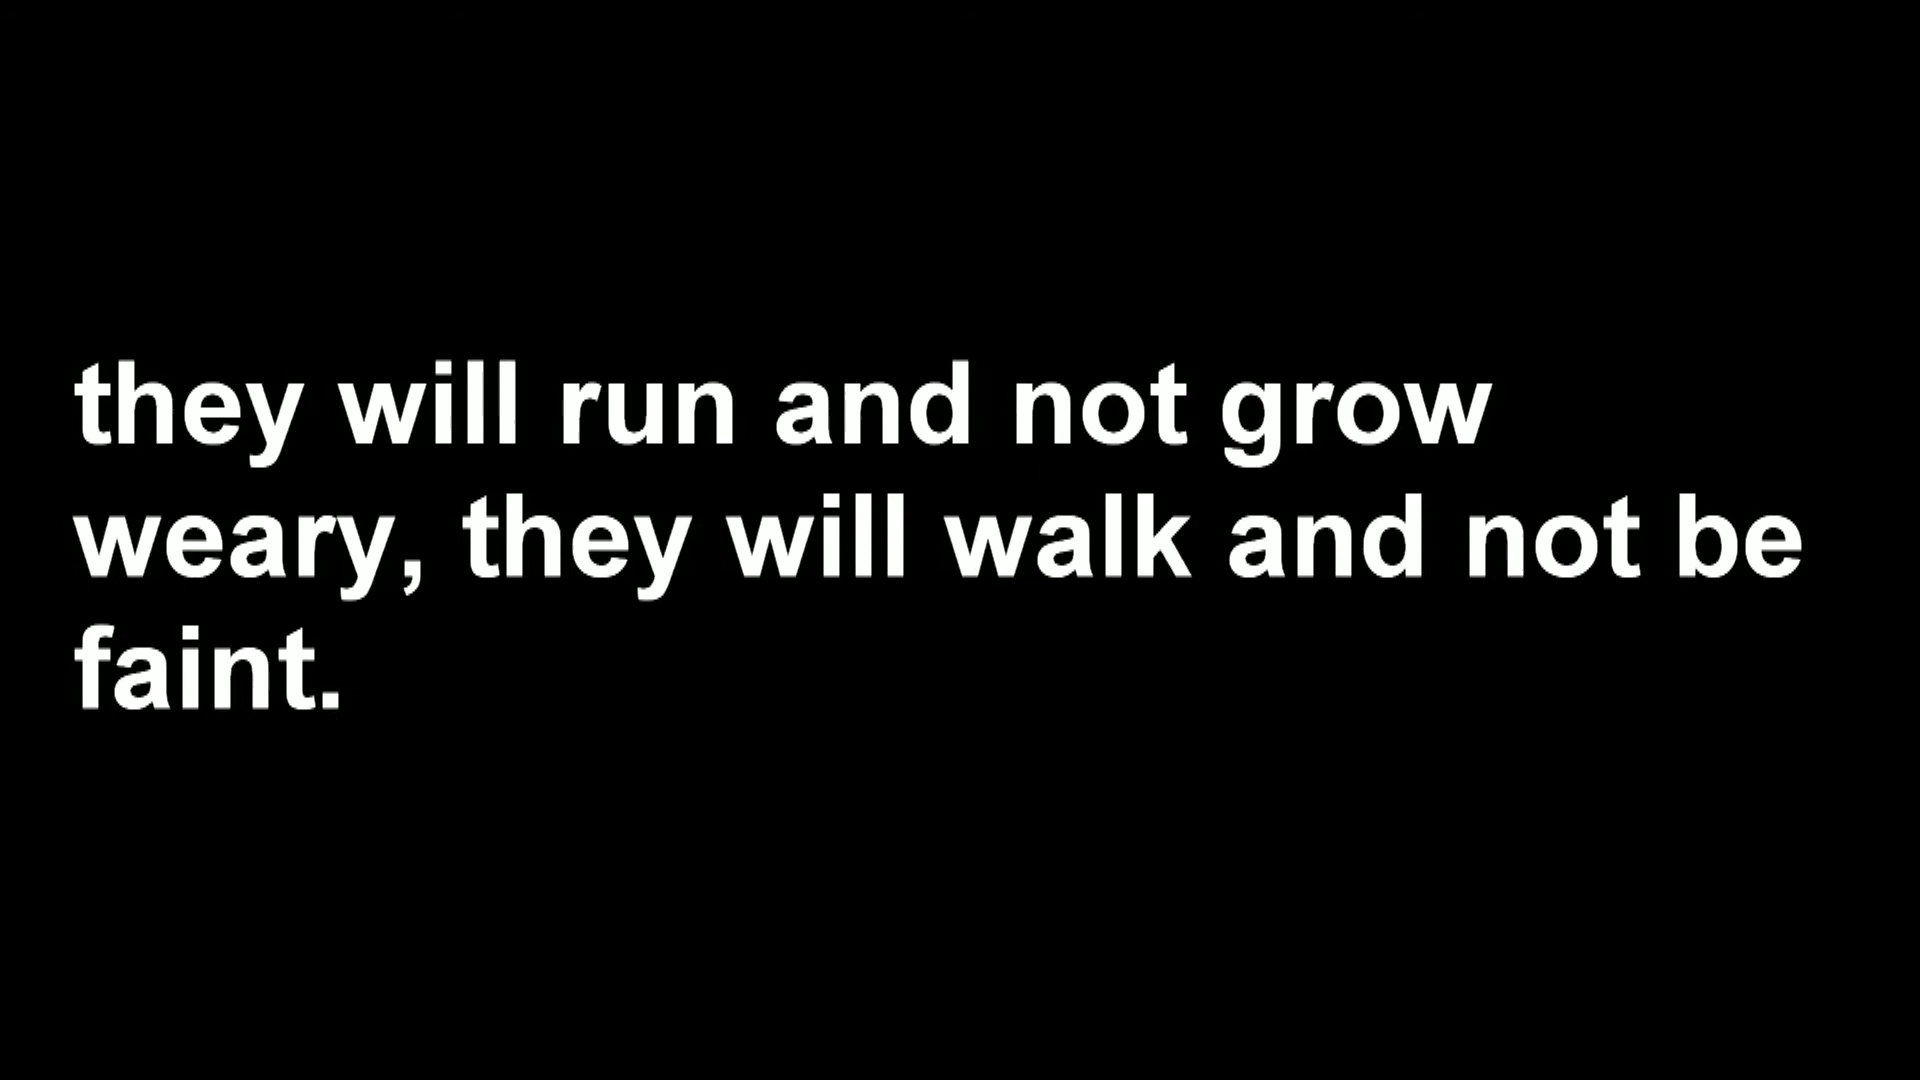 they will run and not grow
weary, they will walk and not be
faint.